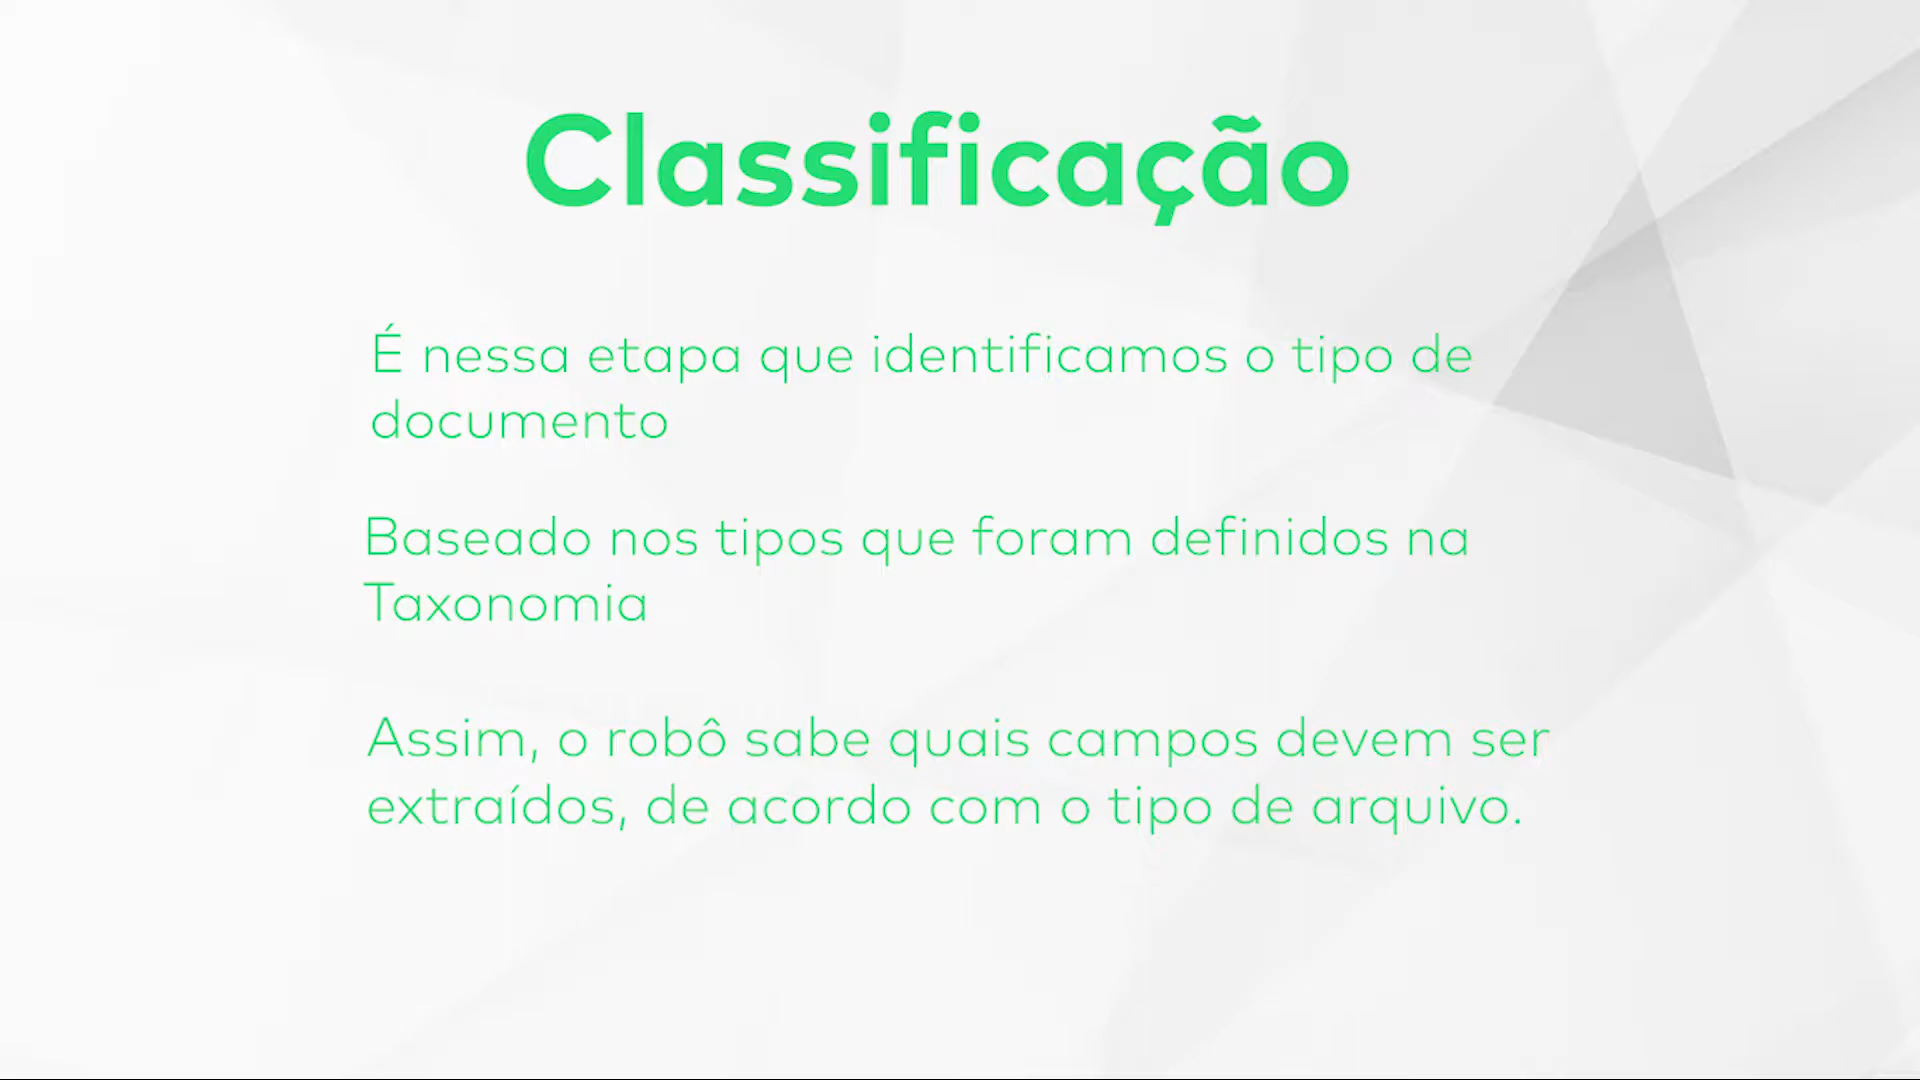 Classificação
É nessa etapa que identificamos o tipo de
documento
Baseado nos tipos que foram definidos na
Taxonomia
Assim, o robô sabe quais campos devem ser
extraídos, de acordo com o tipo de arquivo.